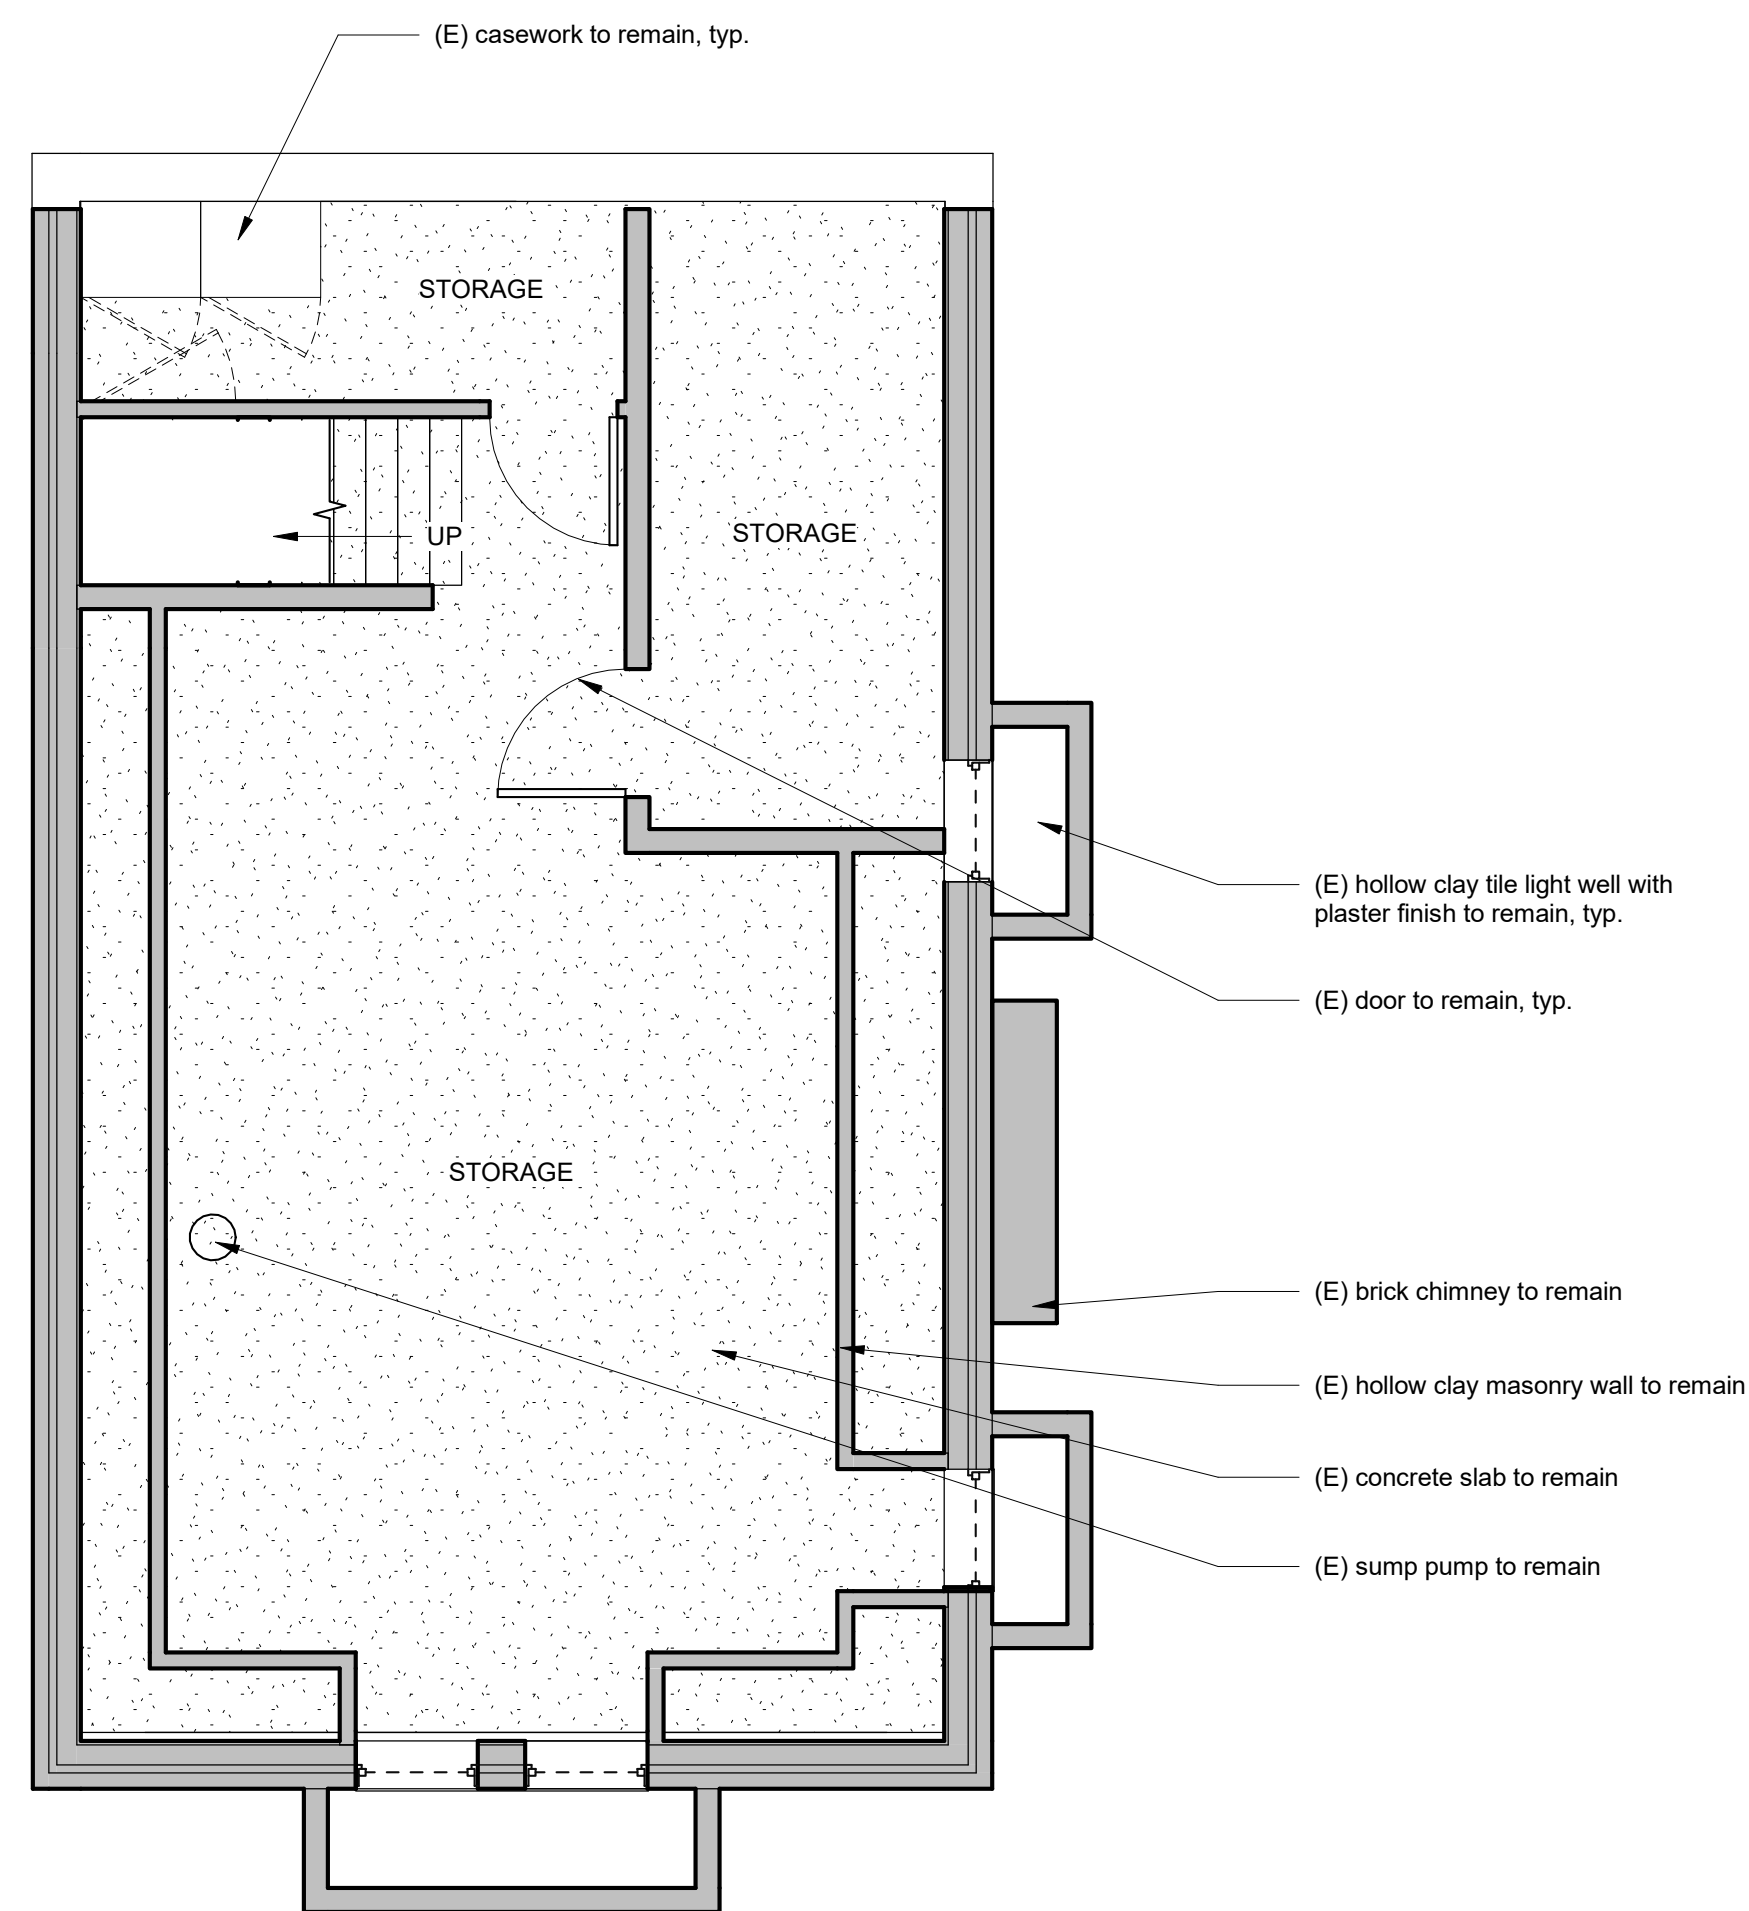 (E) casework to remain, typ.
STORAGE
STORAGE
UP
(E) hollow clay tile light well with
plaster finish to remain, typ.
(E) door to remain, typ.
STORAGE
(E) brick chimney to remain
(E) hollow clay masonry wall to remain
(E) concrete slab to remain
(E) sump pump to remain